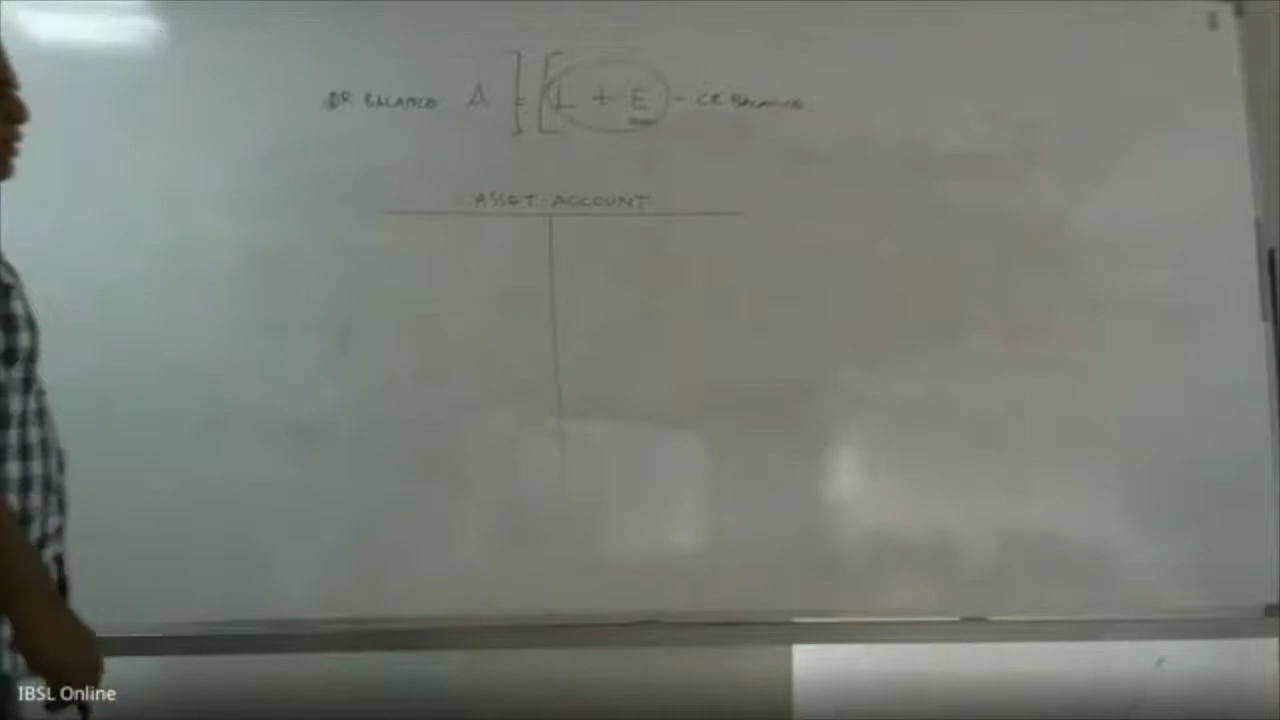 DR BALANCE A ] = [ L + E - CR BALANCE
ASSET ACCOUNT
IBSL Online